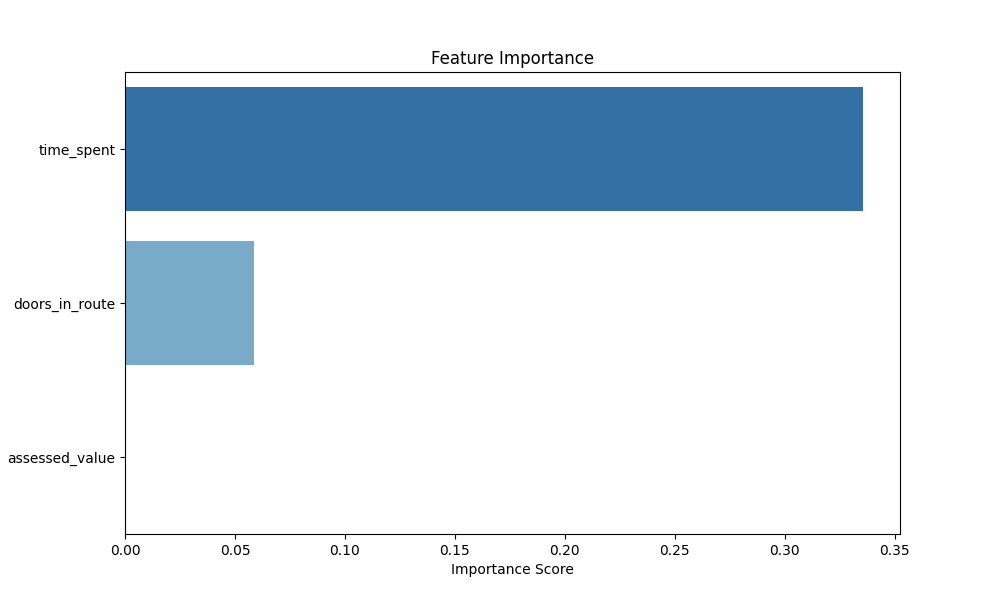 Feature Importance
time_spent
doors_in_route
assessed_value
0.00 0.05 0.10 0.15 0.20 0.25 0.30 0.35
Importance Score